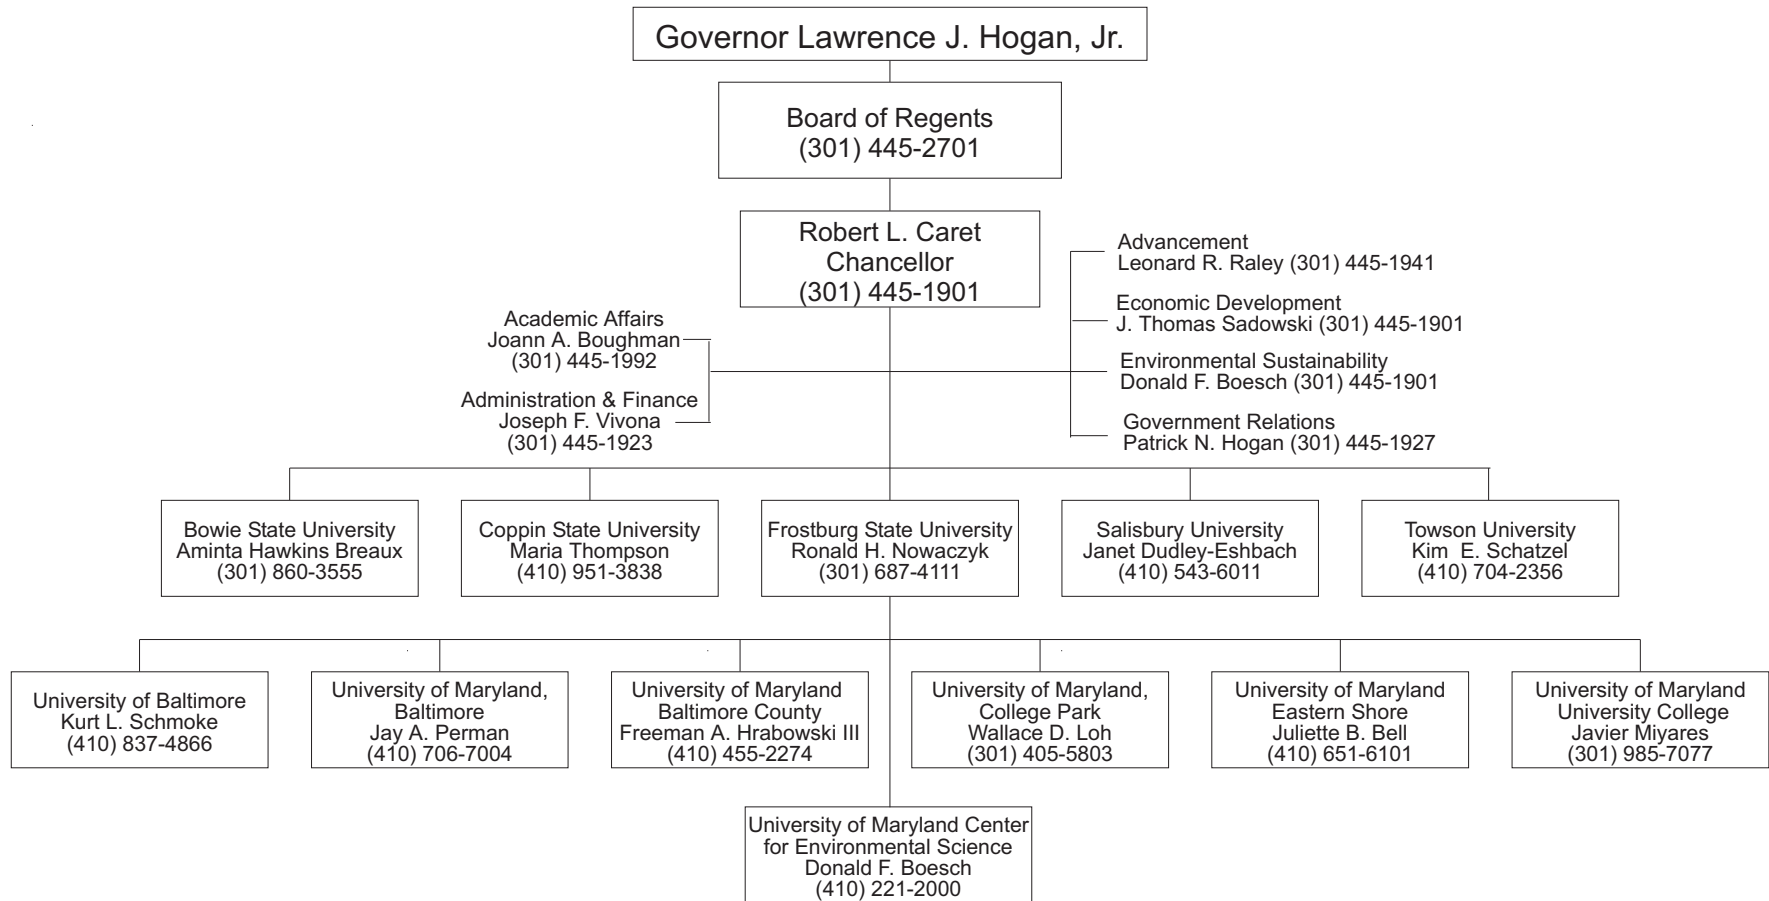 Governor Lawrence J. Hogan, Jr.
Board of Regents
(301) 445-2701
Robert L. Caret
Chancellor
(301) 445-1901
Academic Affairs
Joann A. Boughman
(301) 445-1992
Administration & Finance
Joseph F. Vivona
(301) 445-1923
Advancement
Leonard R. Raley (301) 445-1941
Economic Development
J. Thomas Sadowski (301) 445-1901
Environmental Sustainability
Donald F. Boesch (301) 445-1901
Government Relations
Patrick N. Hogan (301) 445-1927
Bowie State University
Aminta Hawkins Breaux
(301) 860-3555
Coppin State University
Maria Thompson
(410) 951-3838
Frostburg State University
Ronald H. Nowaczyk
(301) 687-4111
Salisbury University
Janet Dudley-Eshbach
(410) 543-6011
Towson University
Kim E. Schatzel
(410) 704-2356
University of Baltimore
Kurt L. Schmoke
(410) 837-4866
University of Maryland,
Baltimore
Jay A. Perman
(410) 706-7004
University of Maryland
Baltimore County
Freeman A. Hrabowski III
(410) 455-2274
University of Maryland,
College Park
Wallace D. Loh
(301) 405-5803
University of Maryland
Eastern Shore
Juliette B. Bell
(410) 651-6101
University of Maryland
University College
Javier Miyares
(301) 985-7077
University of Maryland Center
for Environmental Science
Donald F. Boesch
(410) 221-2000